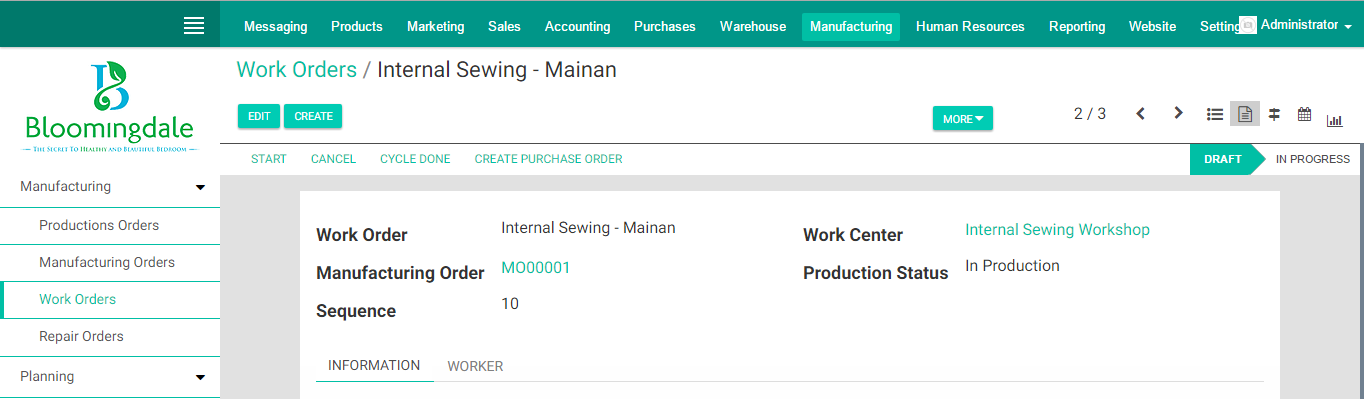 Messaging Products Marketing Sales Accounting Purchases Warehouse Manufacturing Human Resources Reporting Website Setting Administrator
Work Orders / Internal Sewing - Mainan
Bloomingdale
THE SECRET TO HEALTHY AND BEAUTIFUL BEDROOM
EDIT CREATE MORE 2 / 3
START CANCEL CYCLE DONE CREATE PURCHASE ORDER DRAFT IN PROGRESS
Manufacturing
Productions Orders
Manufacturing Orders
Work Orders
Repair Orders
Planning
Work Order Internal Sewing - Mainan Work Center Internal Sewing Workshop
Manufacturing Order MO00001 Production Status In Production
Sequence 10
INFORMATION WORKER